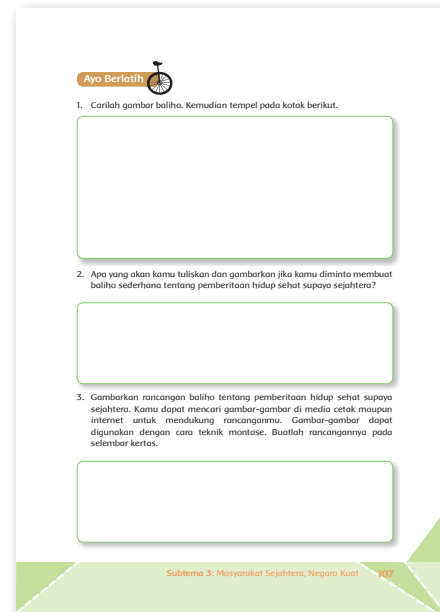 Ayo Berlatih
1. Carilah gambar baliho. Kemudian tempel pada kotak berikut.
2. Apa yang akan kamu tuliskan dan gambarkan jika kamu diminta membuat
baliho sederhana tentang pemberitaan hidup sehat supaya sejahtera?
3. Gambarkan rancangan baliho tentang pemberitaan hidup sehat supaya
sejahtera. Kamu dapat mencari gambar-gambar di media cetak maupun
internet untuk mendukung rancanganmu. Gambar-gambar dapat
digunakan dengan cara teknik montase. Buatlah rancangannya pada
selembar kertas.
Subtema 3: Masyarakat Sejahtera, Negara Kuat 107